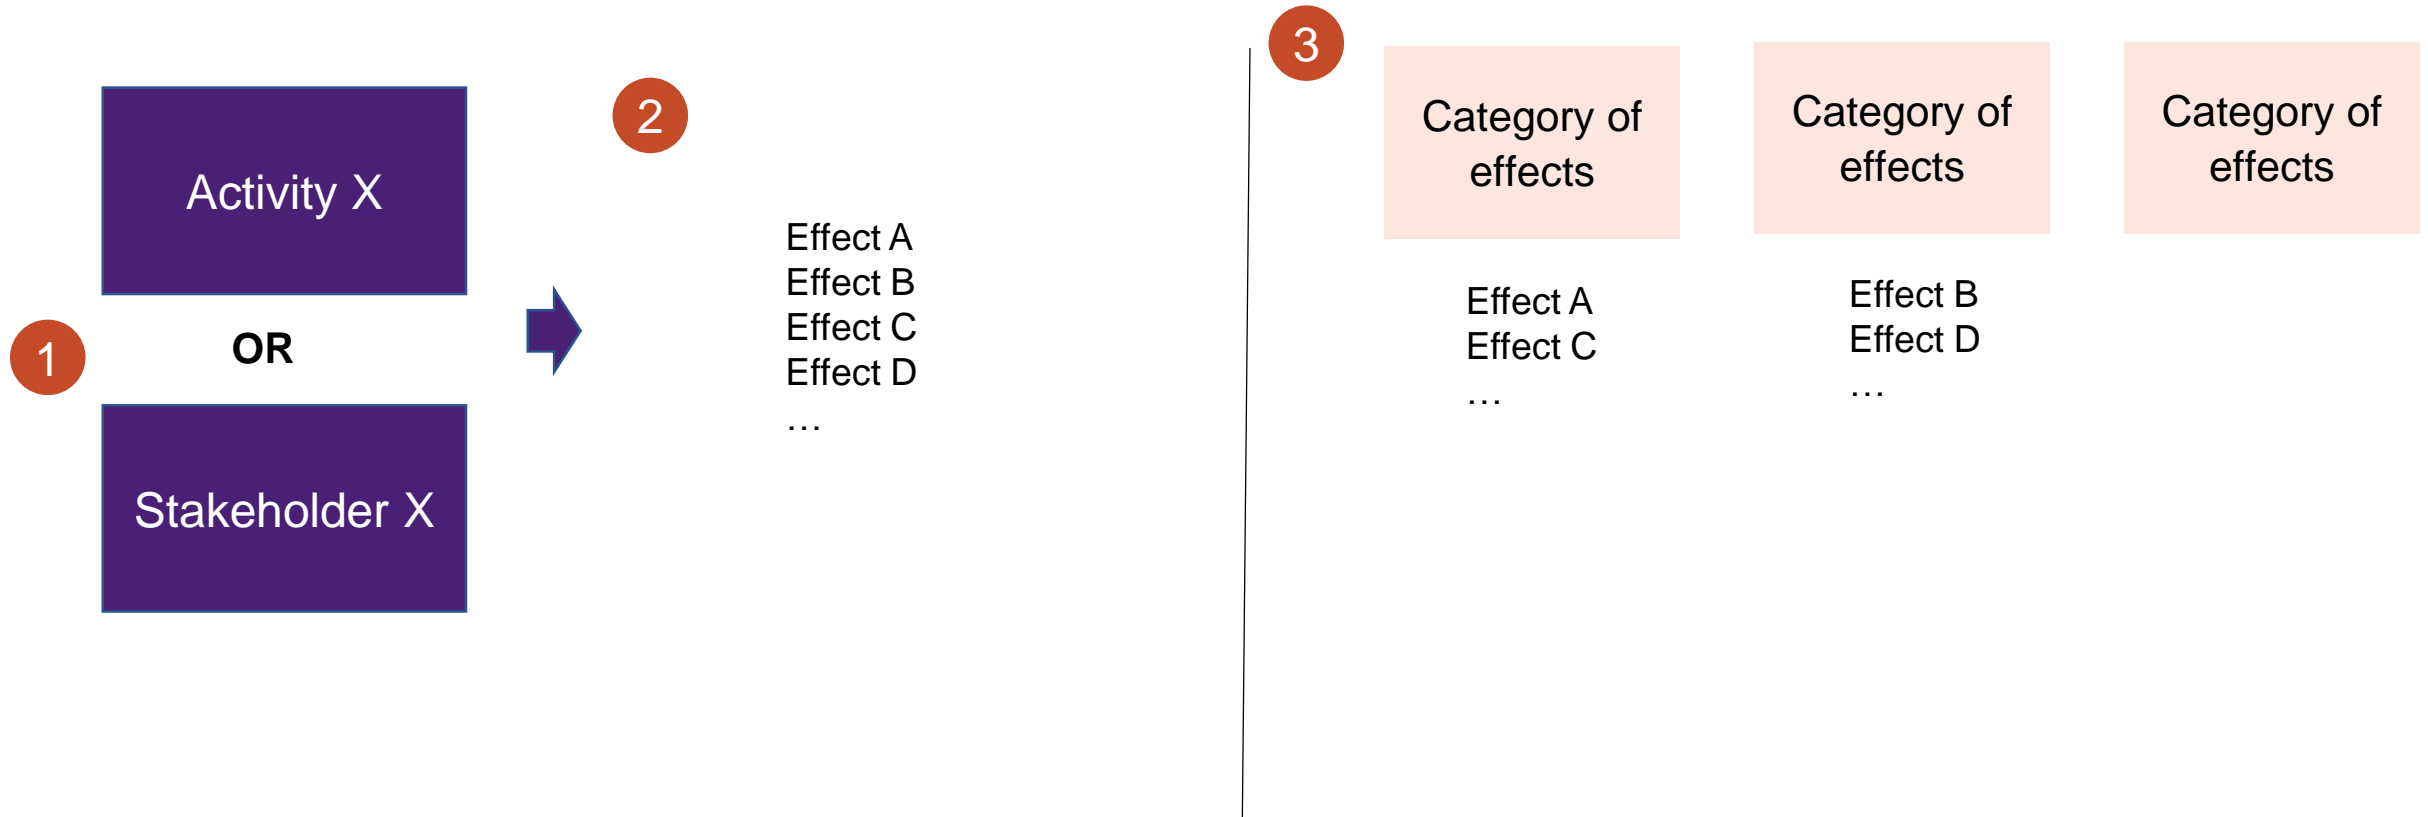 1
Activity X
OR
Stakeholder X
2
Effect A
Effect B
Effect C
Effect D
…
3
Category of
effects
Effect A
Effect C
…
Category of
effects
Effect B
Effect D
…
Category of
effects